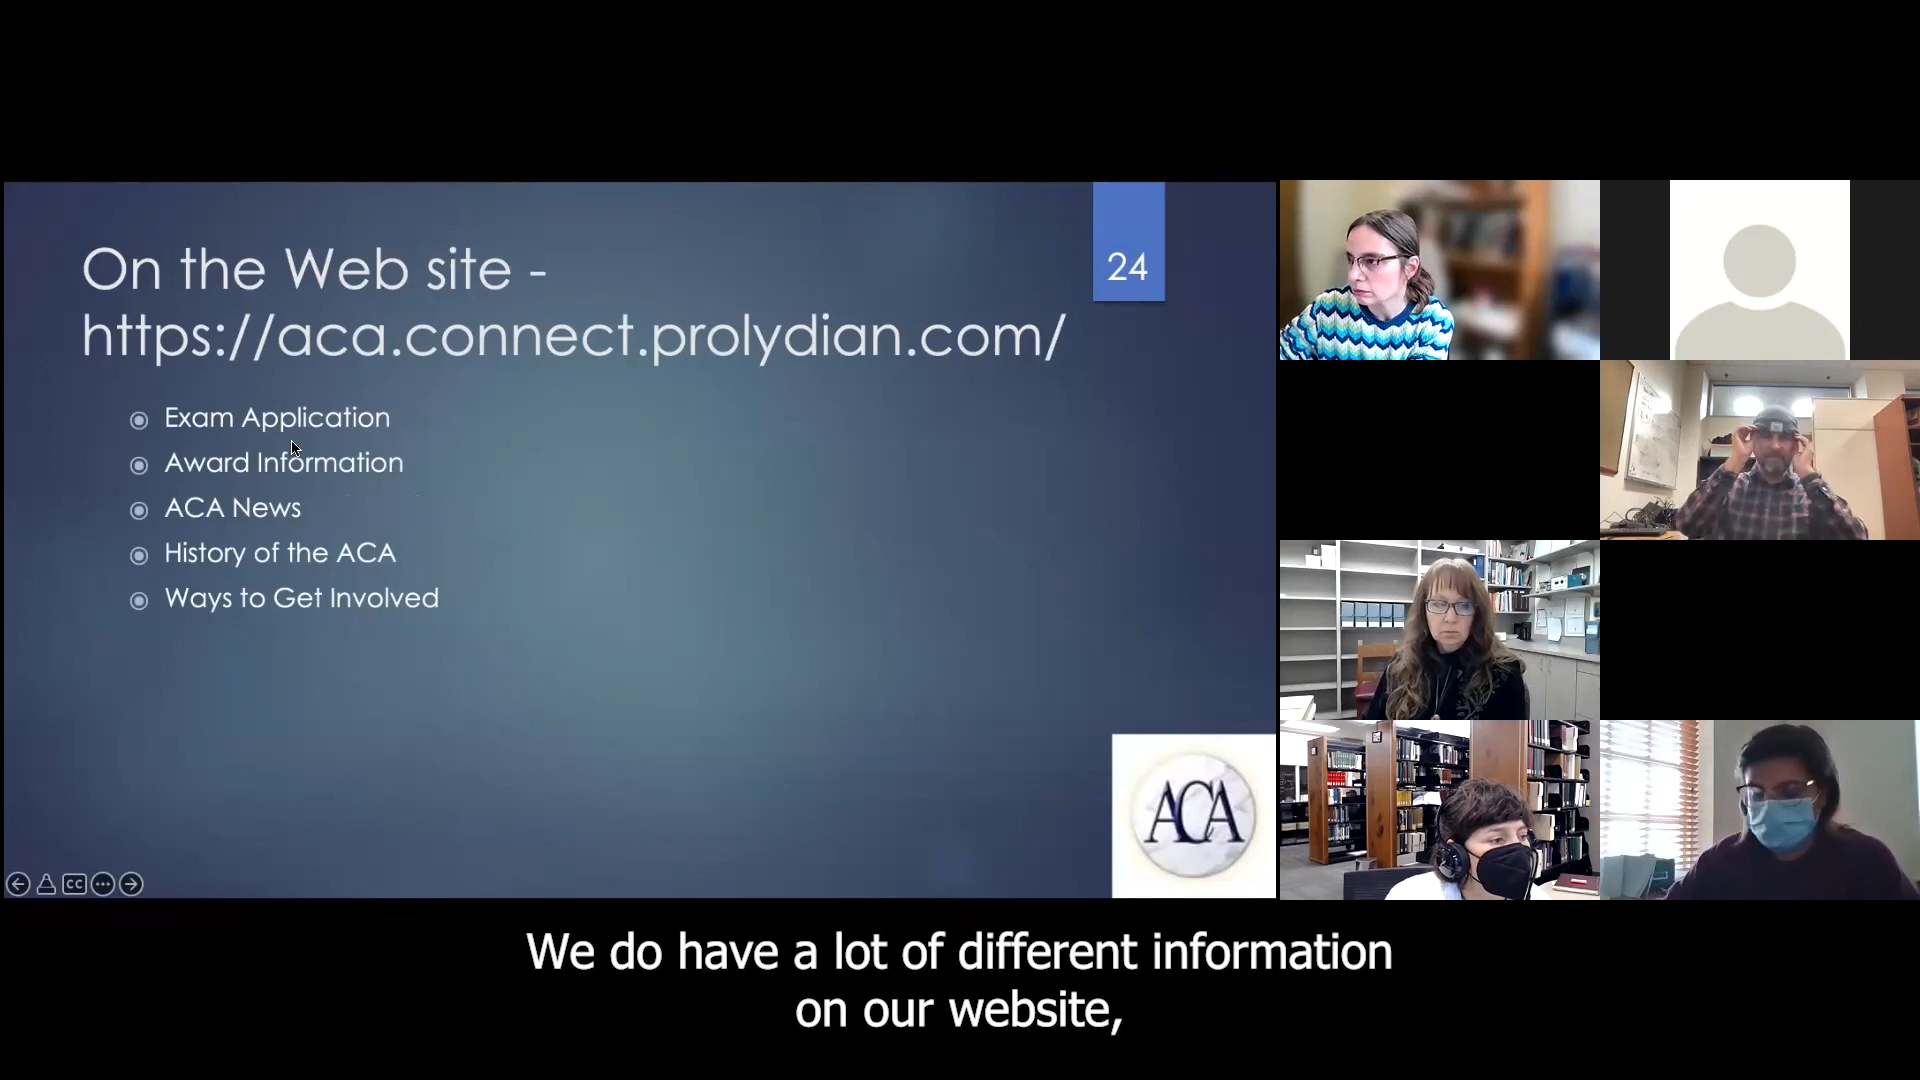 On the Web site -
https://aca.connect.prolydian.com/
24
Exam Application
Award Information
ACA News
History of the ACA
Ways to Get Involved
ACA
CC
We do have a lot of different information
on our website,